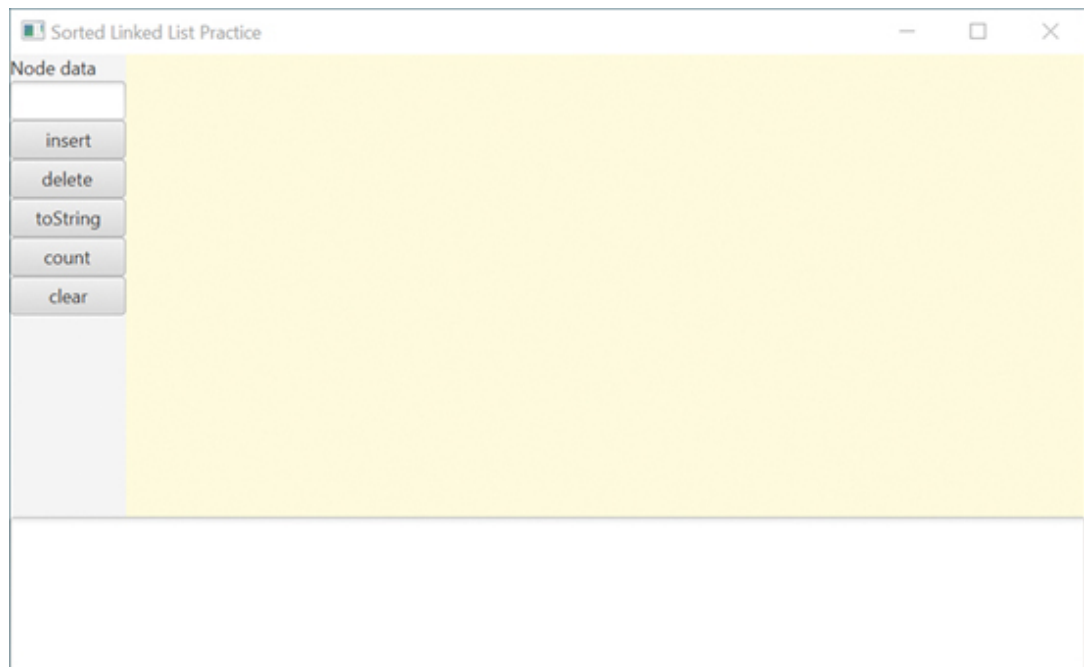 Sorted Linked List Practice
Node data
insert
delete
toString
count
clear